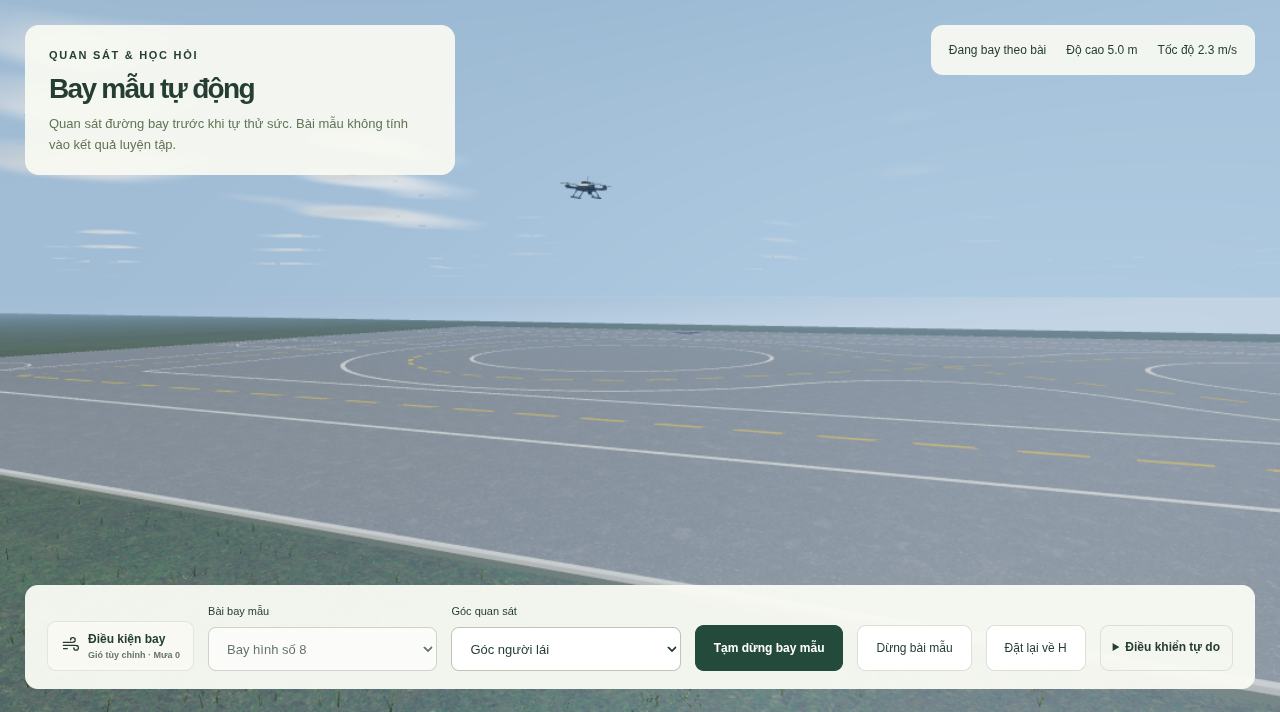 QUAN SÁT & HỌC HỎI
Bay mẫu tự động
Quan sát đường bay trước khi tự thử sức. Bài mẫu không tính
vào kết quả luyện tập.
Đang bay theo bài
Độ cao 5.0 m
Tốc độ 2.3 m/s
Điều kiện bay
Gió tùy chỉnh · Mưa 0
Bài bay mẫu
Bay hình số 8
Góc quan sát
Góc người lái
Tạm dừng bay mẫu
Dừng bài mẫu
Đặt lại về H
Điều khiển tự do